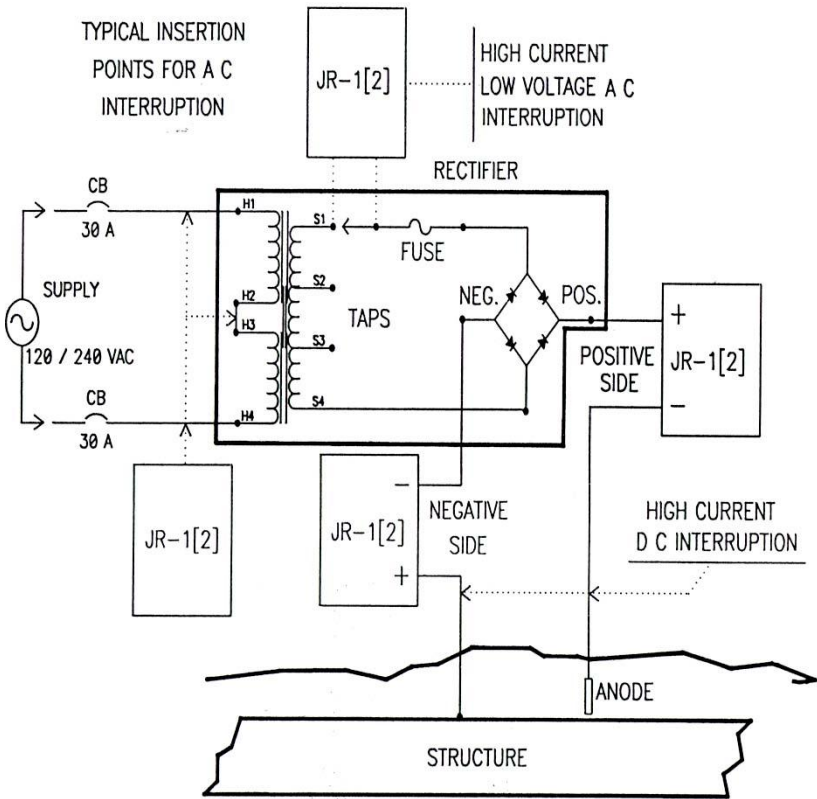 TYPICAL INSERTION
POINTS FOR A C
INTERRUPTION
JR-1[2]
HIGH CURRENT
LOW VOLTAGE A C
INTERRUPTION
RECTIFIER
CB
30 A
H1
S1
FUSE
SUPPLY
120 / 240 VAC
H2
H3
S2
TAPS
S3
NEG.
POS.
+
POSITIVE
SIDE
JR-1[2]
−
CB
30 A
H4
S4
JR-1[2]
−
JR-1[2]
+
NEGATIVE
SIDE
HIGH CURRENT
D C INTERRUPTION
ANODE
STRUCTURE